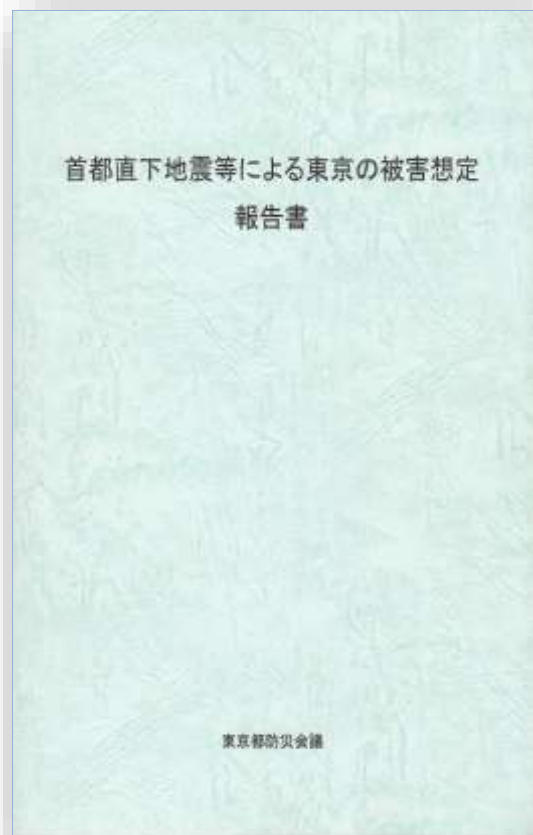 首都直下地震等による東京の被害想定
報告書
東京都防災会議